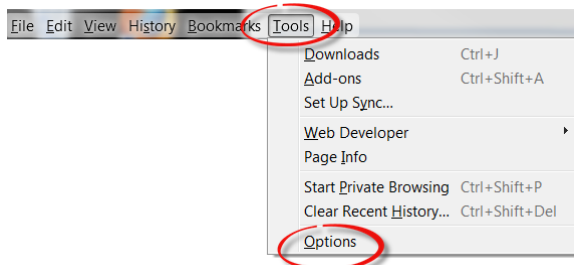 File Edit View History Bookmarks Tools Help
Downloads Ctrl+J
Add-ons Ctrl+Shift+A
Set Up Sync...
Web Developer
Page Info
Start Private Browsing Ctrl+Shift+P
Clear Recent History... Ctrl+Shift+Del
Options